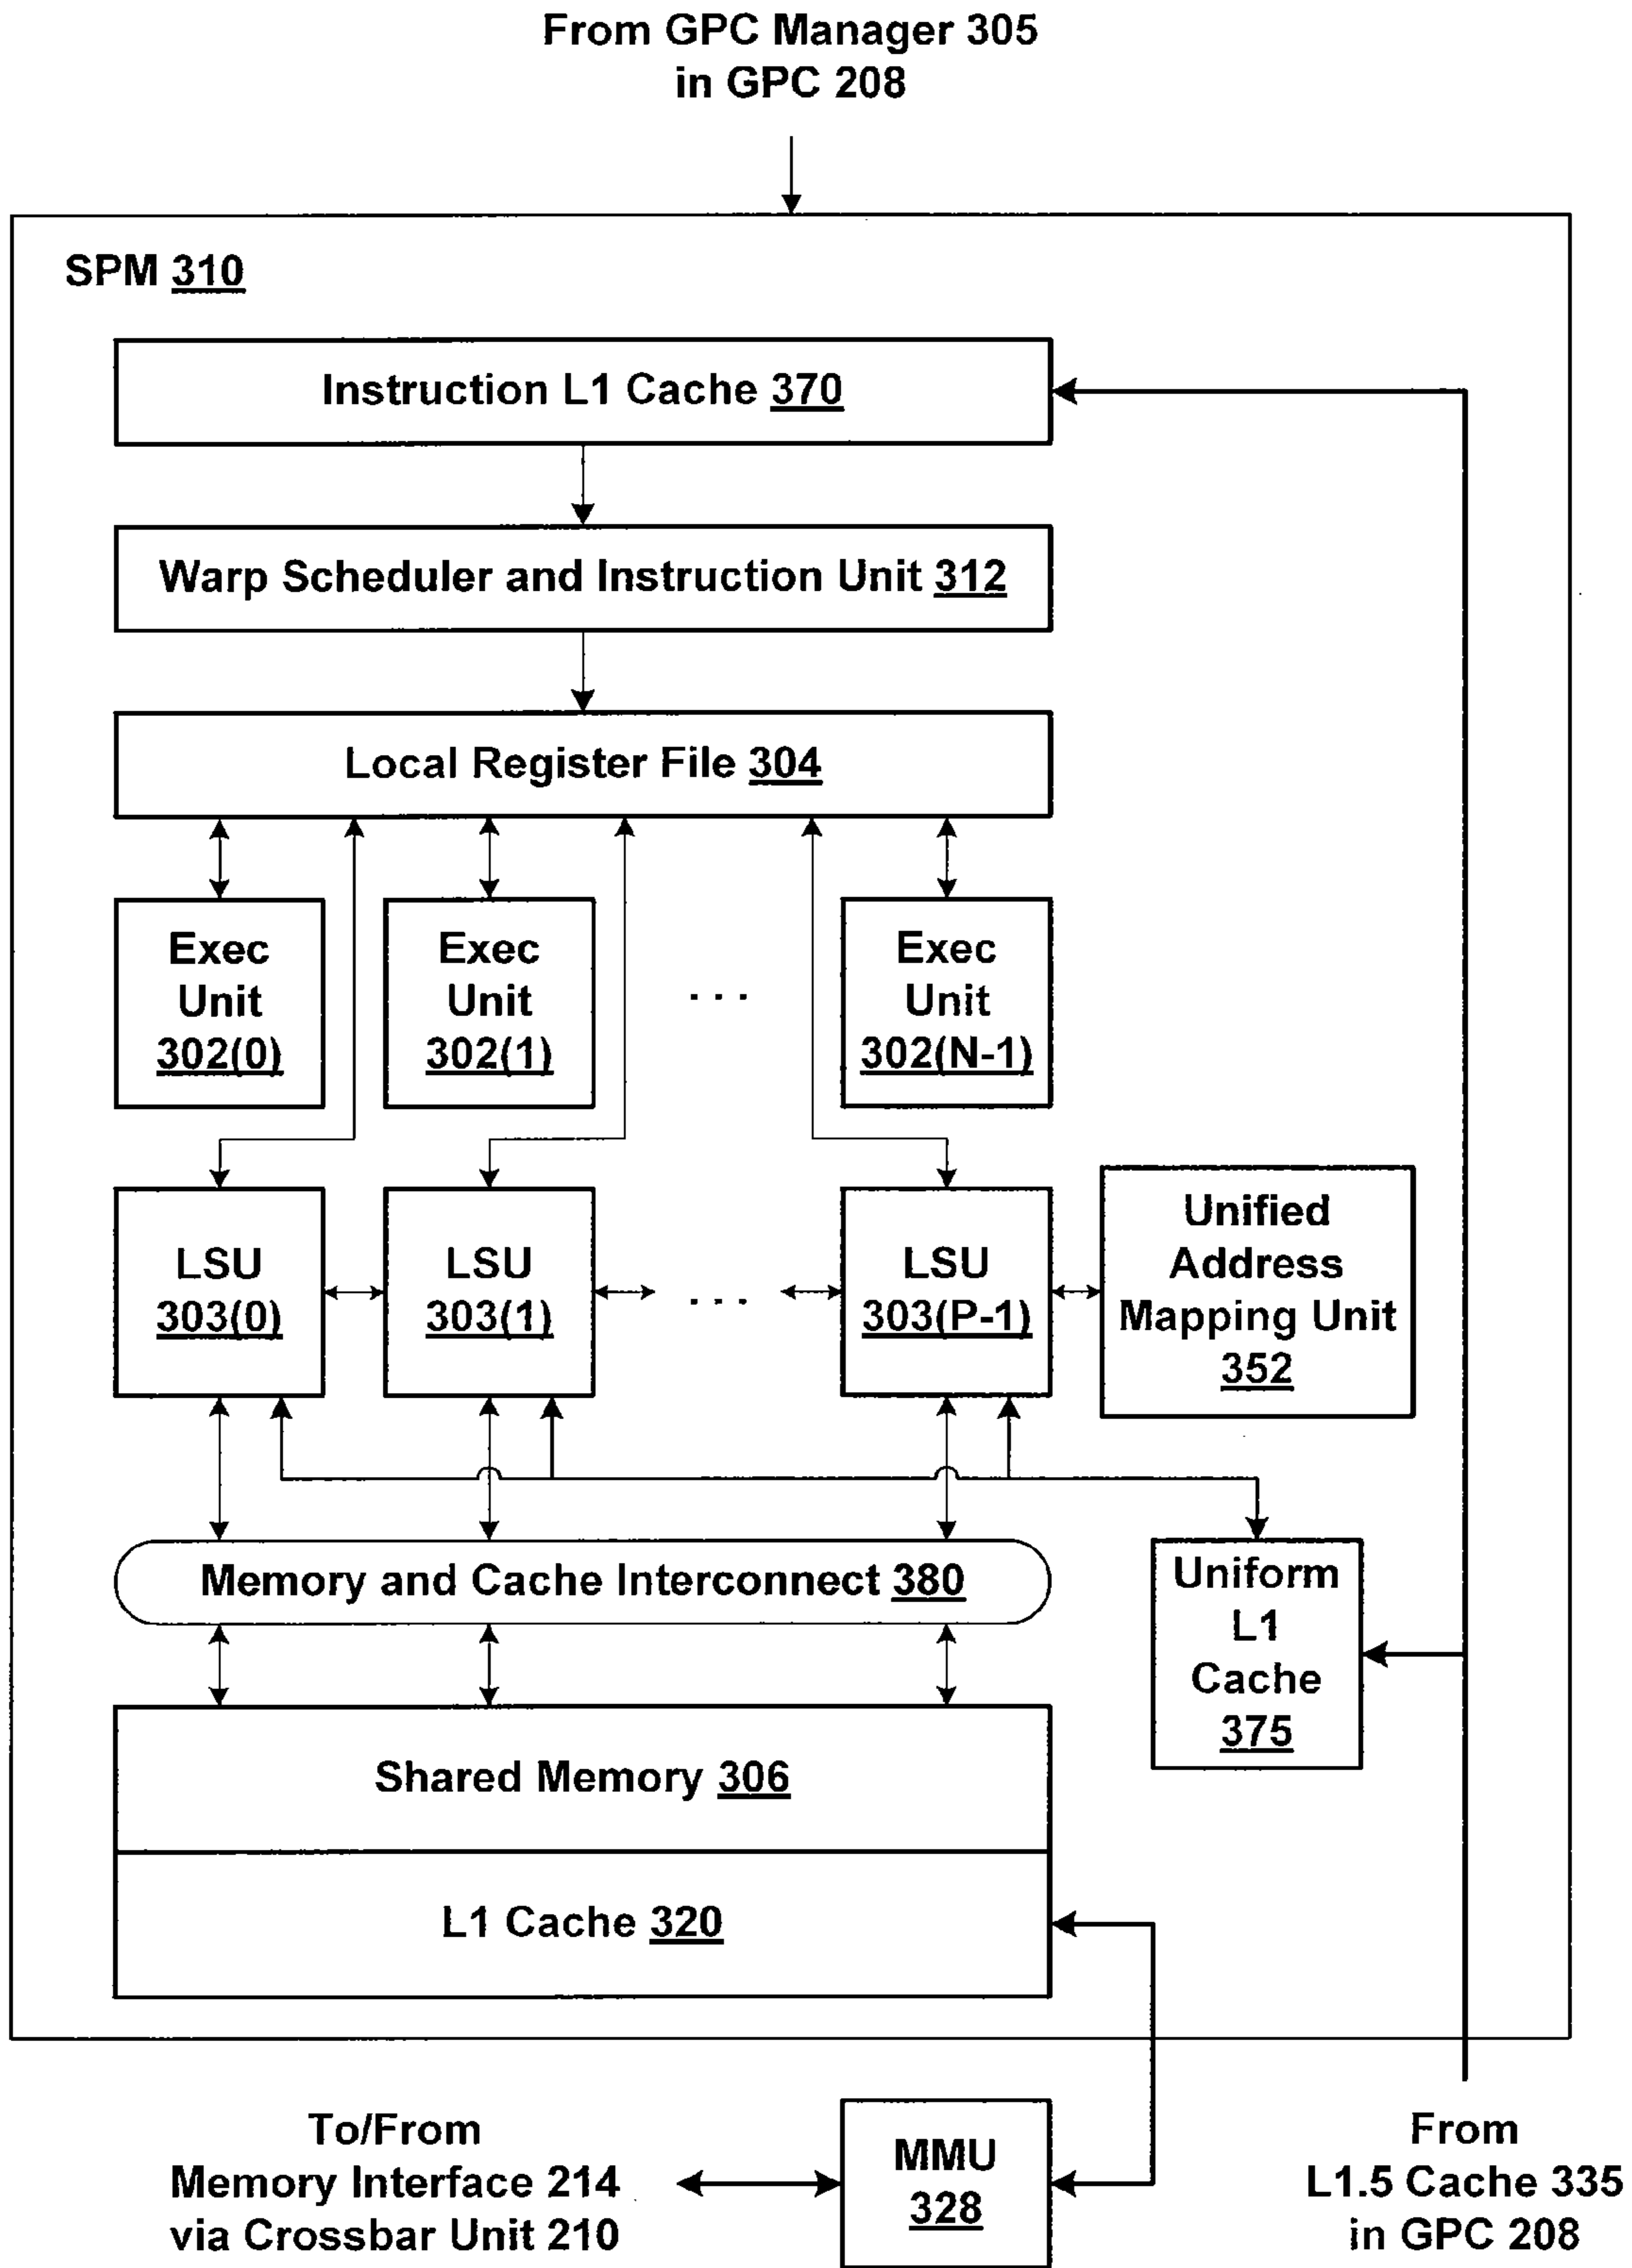 From GPC Manager 305
in GPC 208
SPM 310
Instruction L1 Cache 370
Warp Scheduler and Instruction Unit 312
Local Register File 304
Exec
Unit
302(0)
Exec
Unit
302(1)
. . .
Exec
Unit
302(N-1)
LSU
303(0)
LSU
303(1)
. . .
LSU
303(P-1)
Unified
Address
Mapping Unit
352
Memory and Cache Interconnect 380
Uniform
L1
Cache
375
Shared Memory 306
L1 Cache 320
To/From
Memory Interface 214
via Crossbar Unit 210
MMU
328
From
L1.5 Cache 335
in GPC 208